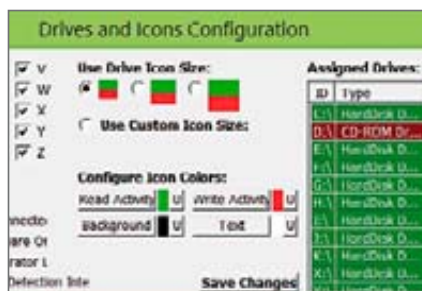 Drives and Icons Configuration
V
W
X
Y
Z
Use Drive Icon Size:
Use Custom Icon Size:
Configure Icon Colors:
Read Activity U Write Activity U
Background U Text U
Save Changes
Detection Inte
Assigned Drives:
ID Type
C:\ HardDisk D...
D:\ CD-ROM Dr...
E:\ HardDisk D...
F:\ HardDisk D...
G:\ HardDisk D...
H:\ HardDisk D...
I:\ HardDisk D...
J:\ HardDisk D...
K:\ HardDisk D...
X:\ HardDisk D...